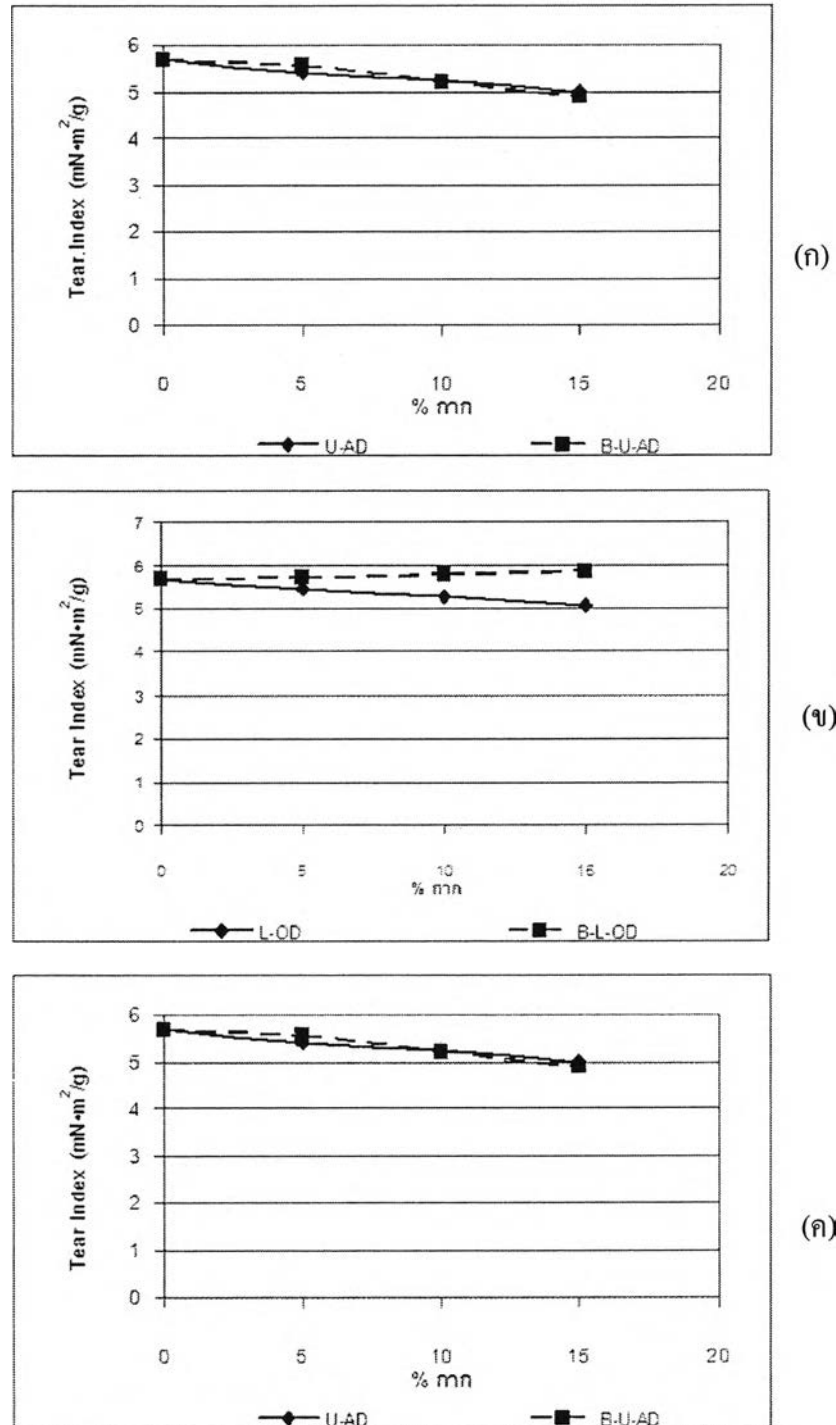 6
5
4
3
2
1
0
Tear.Index (mN•m²/g)
0 5 10 15 20
% กาก
U-AD B-U-AD
(ก)
7
6
5
4
3
2
1
0
Tear Index (mN•m²/g)
0 5 10 15 20
% กาก
L-OD B-L-OD
(ข)
6
5
4
3
2
1
0
Tear Index (mN•m²/g)
0 5 10 15 20
% กาก
U-AD B-U-AD
(ค)